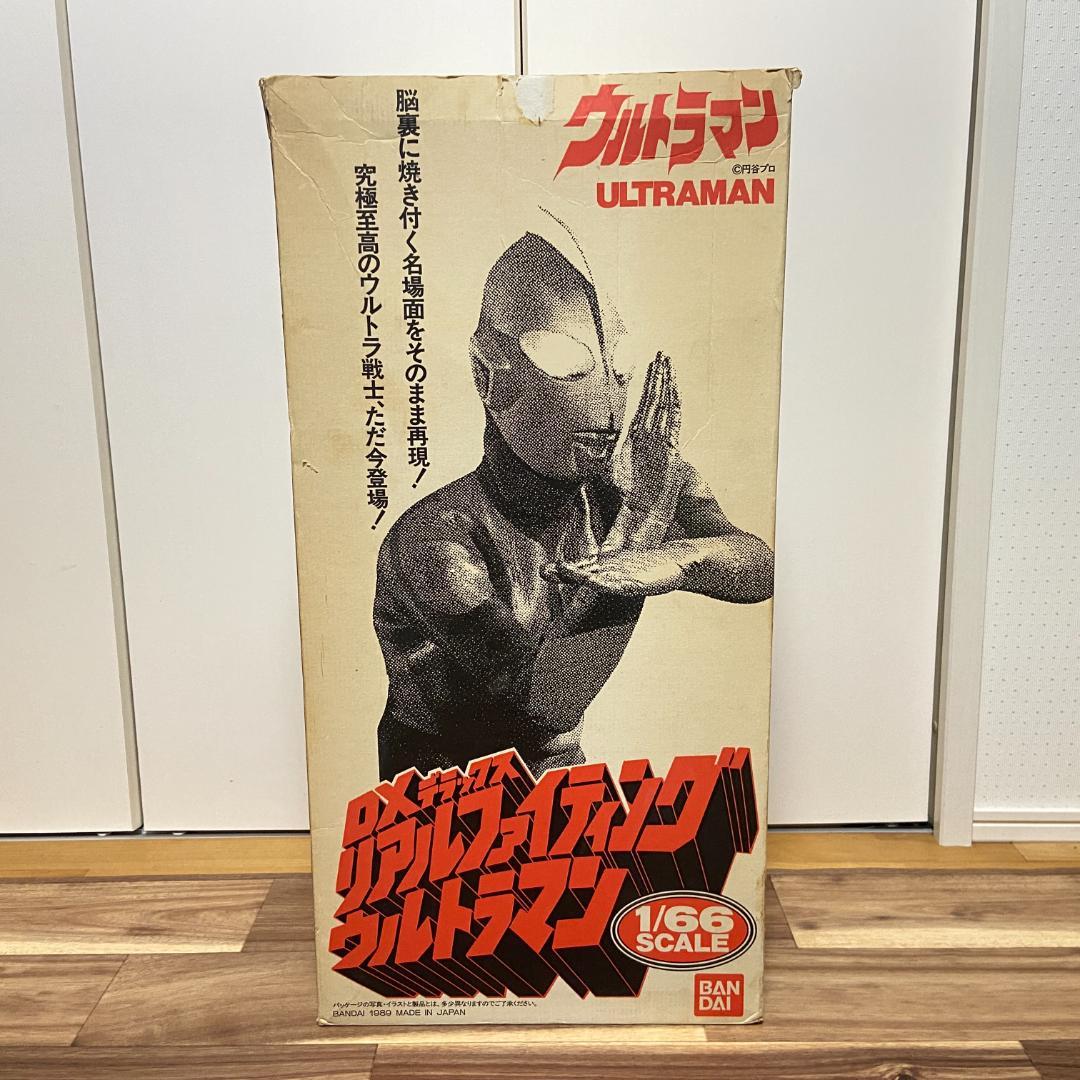 ウルトラマン
©円谷プロ
ULTRAMAN
脳裏に焼き付く名場面をそのまま再現!
究極至高のウルトラ戦士、ただ今登場!
DXデラックス
リアルファイティング
ウルトラマン
1/66
SCALE
パッケージの写真・イラストと製品とは、多少異なりますのでご了承ください。
BANDAI 1989 MADE IN JAPAN
BAN
DAI